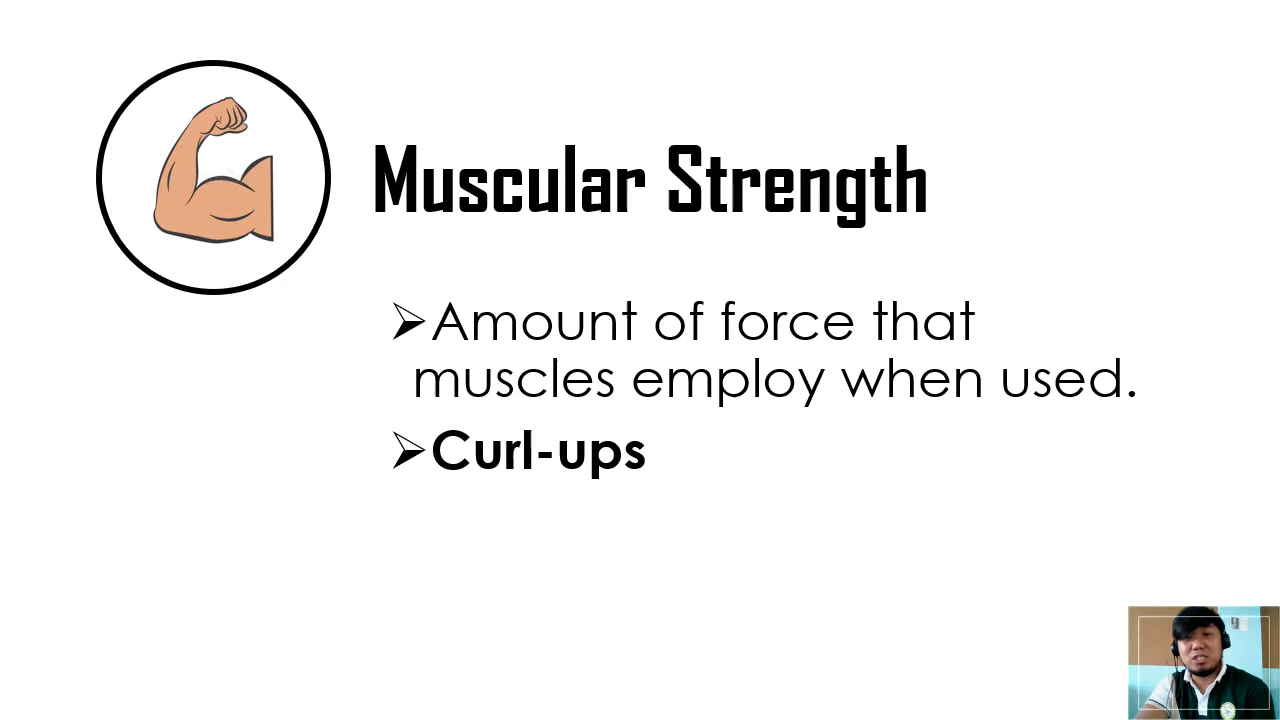 Muscular Strength
➢Amount of force that
muscles employ when used.
➢Curl-ups